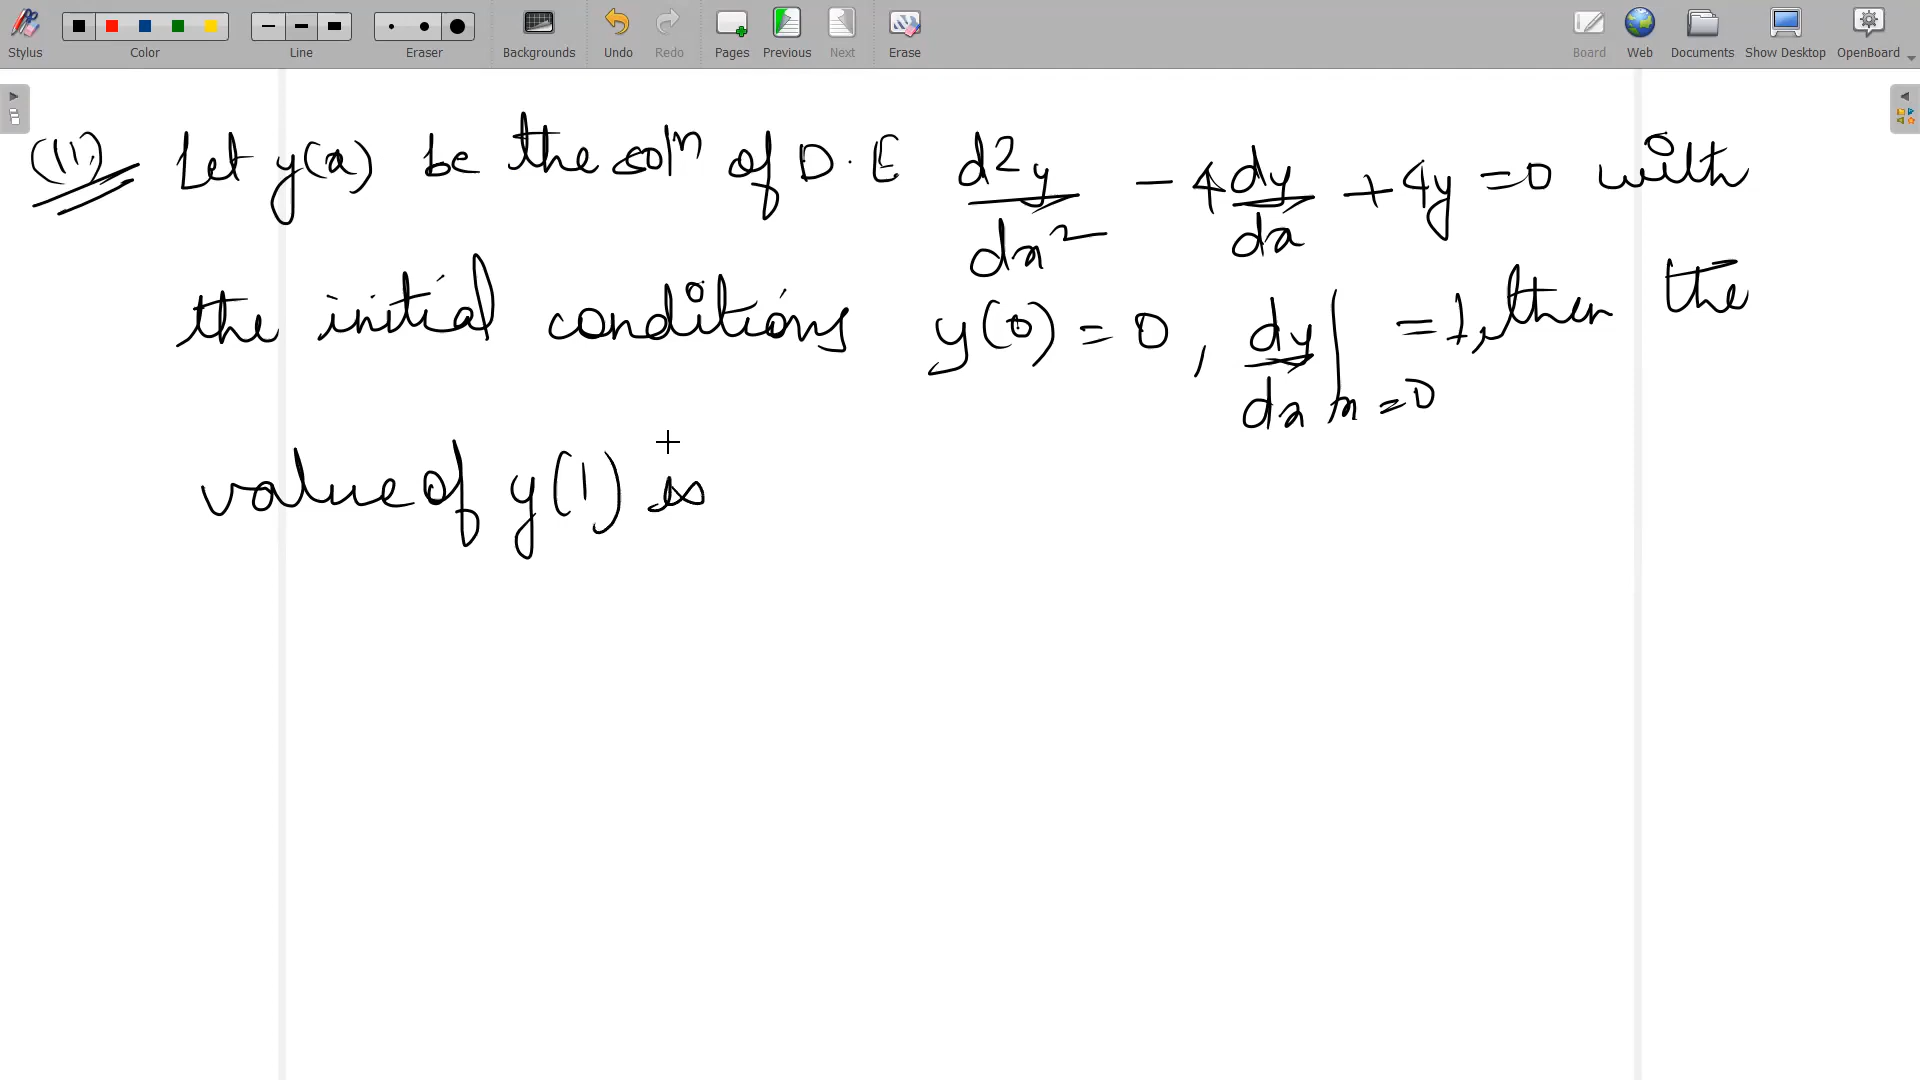 Stylus Color Line Eraser Backgrounds Undo Redo Pages Previous Next Erase Board Web Documents Show Desktop OpenBoard
(11) Let y(x) be the solⁿ of D.E d²y/dx² - 4dy/dx + 4y = 0 with
the initial conditions y(0) = 0, dy/dx|x=0 = 1, then the
value of y(1) is